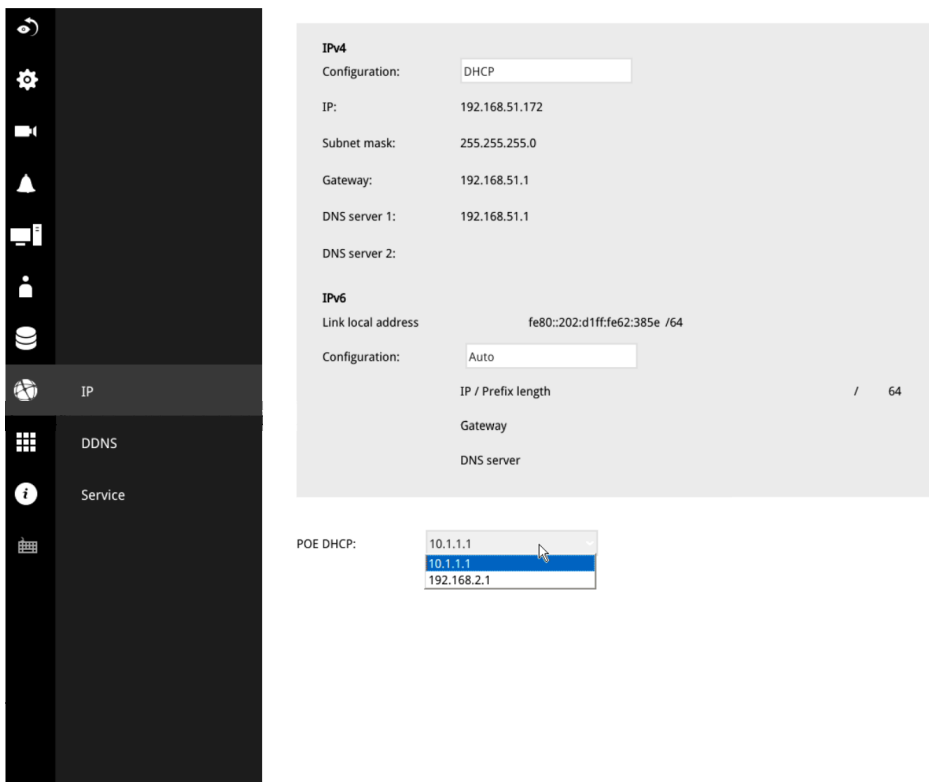 IPv4
Configuration: DHCP
IP: 192.168.51.172
Subnet mask: 255.255.255.0
Gateway: 192.168.51.1
DNS server 1: 192.168.51.1
DNS server 2:
IPv6
Link local address fe80::202:d1ff:fe62:385e /64
Configuration: Auto
IP / Prefix length / 64
Gateway
DNS server
IP
DDNS
Service
POE DHCP: 10.1.1.1
10.1.1.1
192.168.2.1